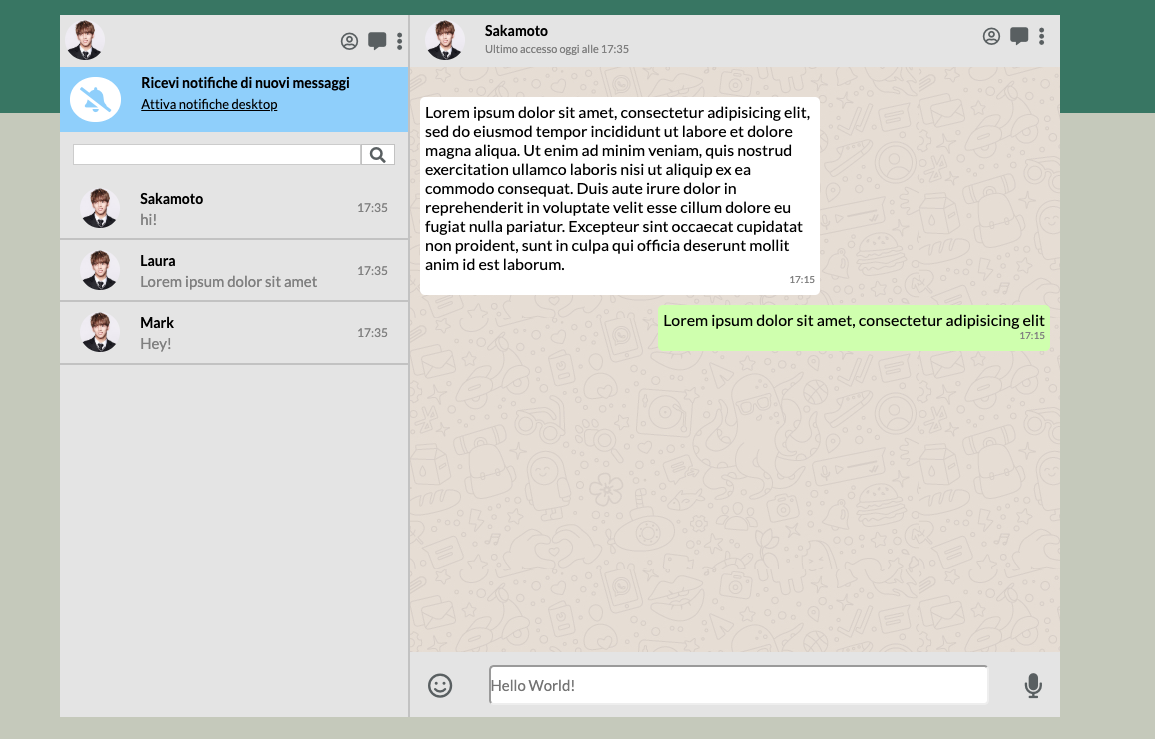 Ricevi notifiche di nuovi messaggi
Attiva notifiche desktop
Sakamoto
hi!
17:35
Laura
Lorem ipsum dolor sit amet
17:35
Mark
Hey!
17:35
Sakamoto
Ultimo accesso oggi alle 17:35
Lorem ipsum dolor sit amet, consectetur adipisicing elit,
sed do eiusmod tempor incididunt ut labore et dolore
magna aliqua. Ut enim ad minim veniam, quis nostrud
exercitation ullamco laboris nisi ut aliquip ex ea
commodo consequat. Duis aute irure dolor in
reprehenderit in voluptate velit esse cillum dolore eu
fugiat nulla pariatur. Excepteur sint occaecat cupidatat
non proident, sunt in culpa qui officia deserunt mollit
anim id est laborum.
17:15
Lorem ipsum dolor sit amet, consectetur adipisicing elit
17:15
Hello World!